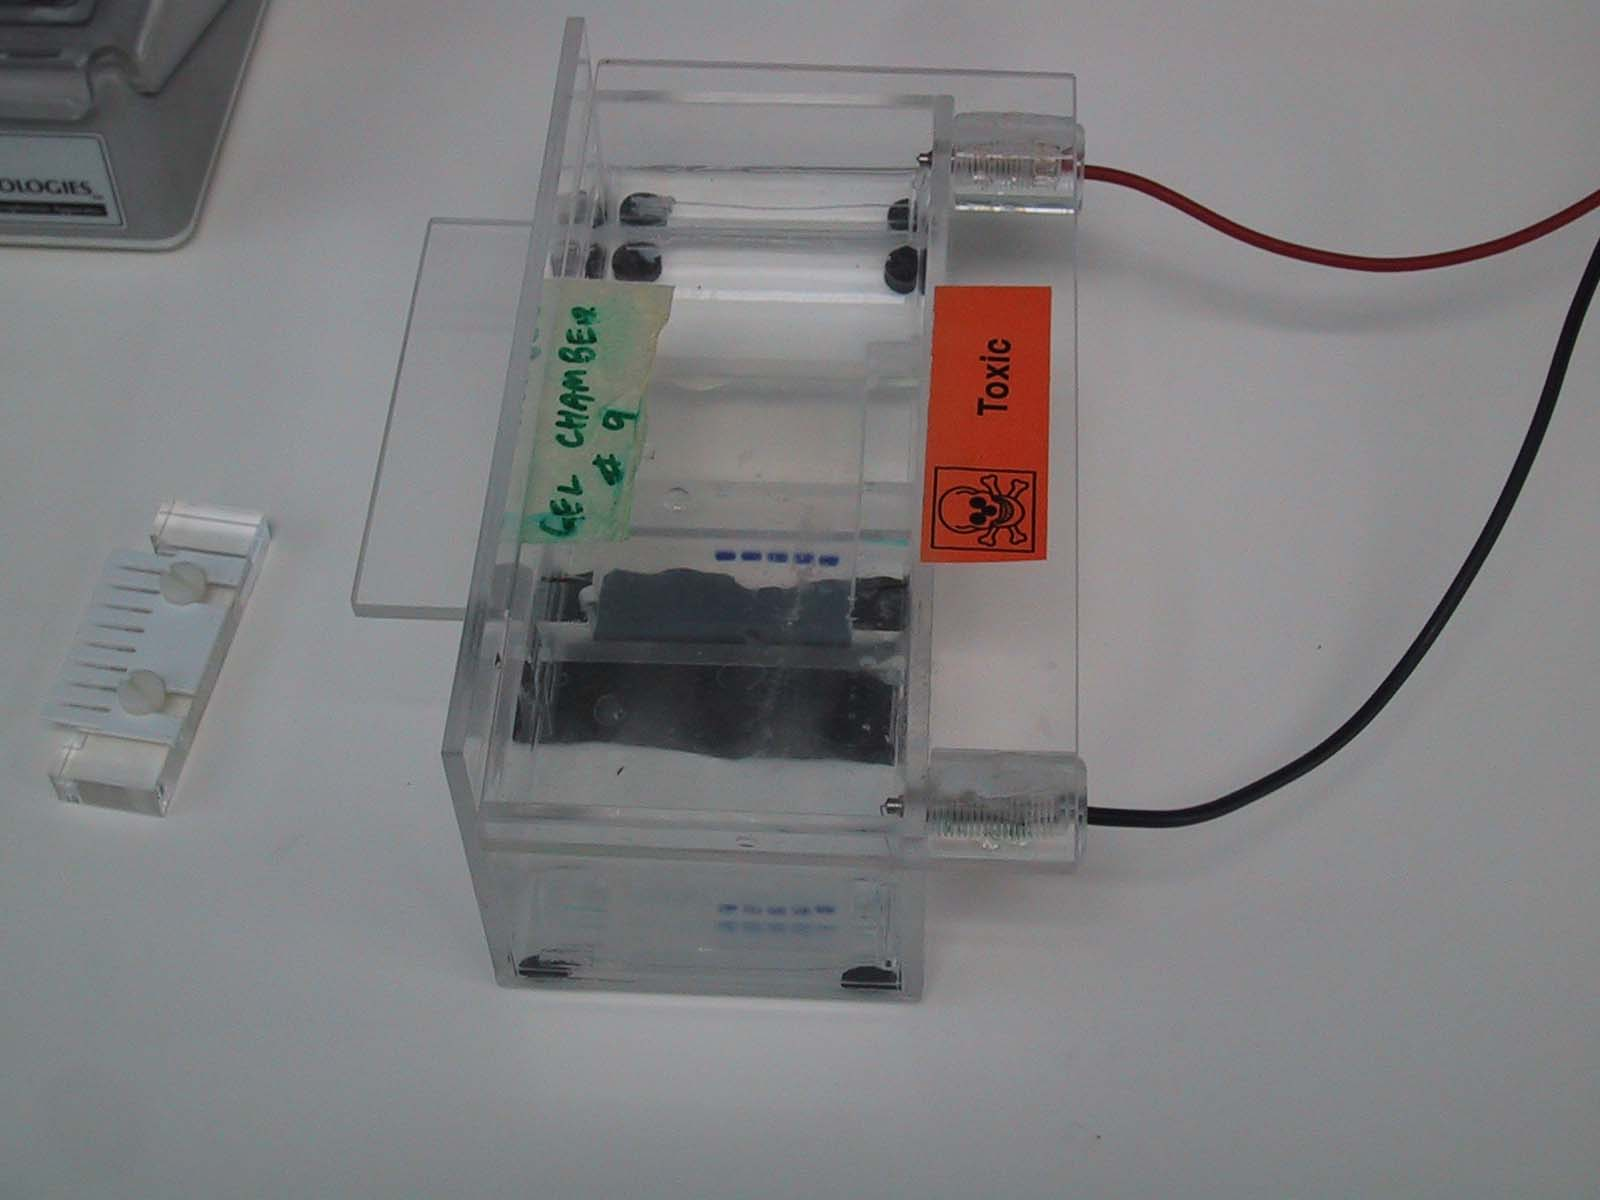 OLOGIES
GEL CHAMBER
# 9
Toxic